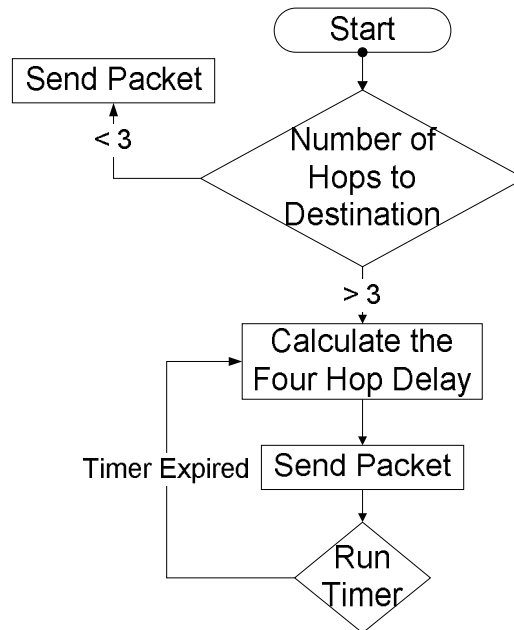 Start
Send Packet
< 3
Number of
Hops to
Destination
> 3
Calculate the
Four Hop Delay
Timer Expired
Send Packet
Run
Timer